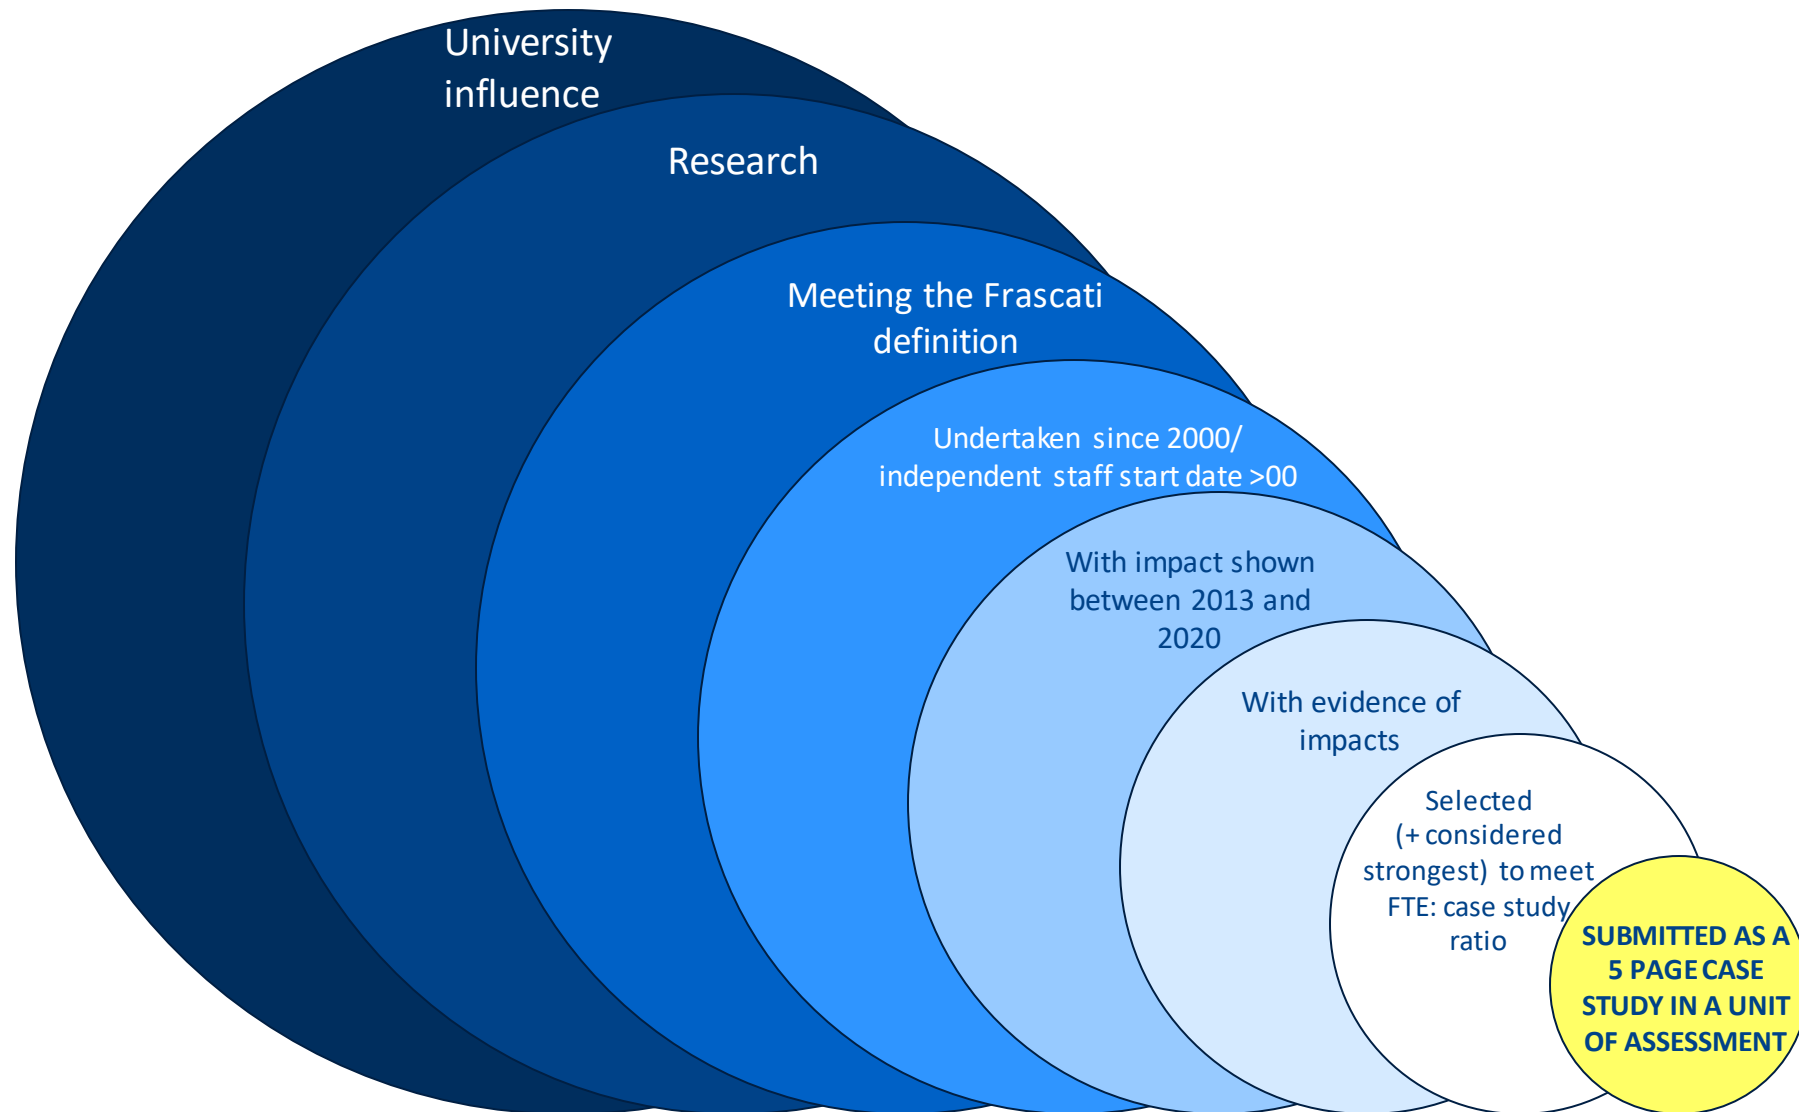 University
influence
Research
Meeting the Frascati
definition
Undertaken since 2000/
independent staff start date >00
With impact shown
between 2013 and
2020
With evidence of
impacts
Selected
(+ considered
strongest) to meet
FTE: case study
ratio
SUBMITTED AS A
5 PAGE CASE
STUDY IN A UNIT
OF ASSESSMENT